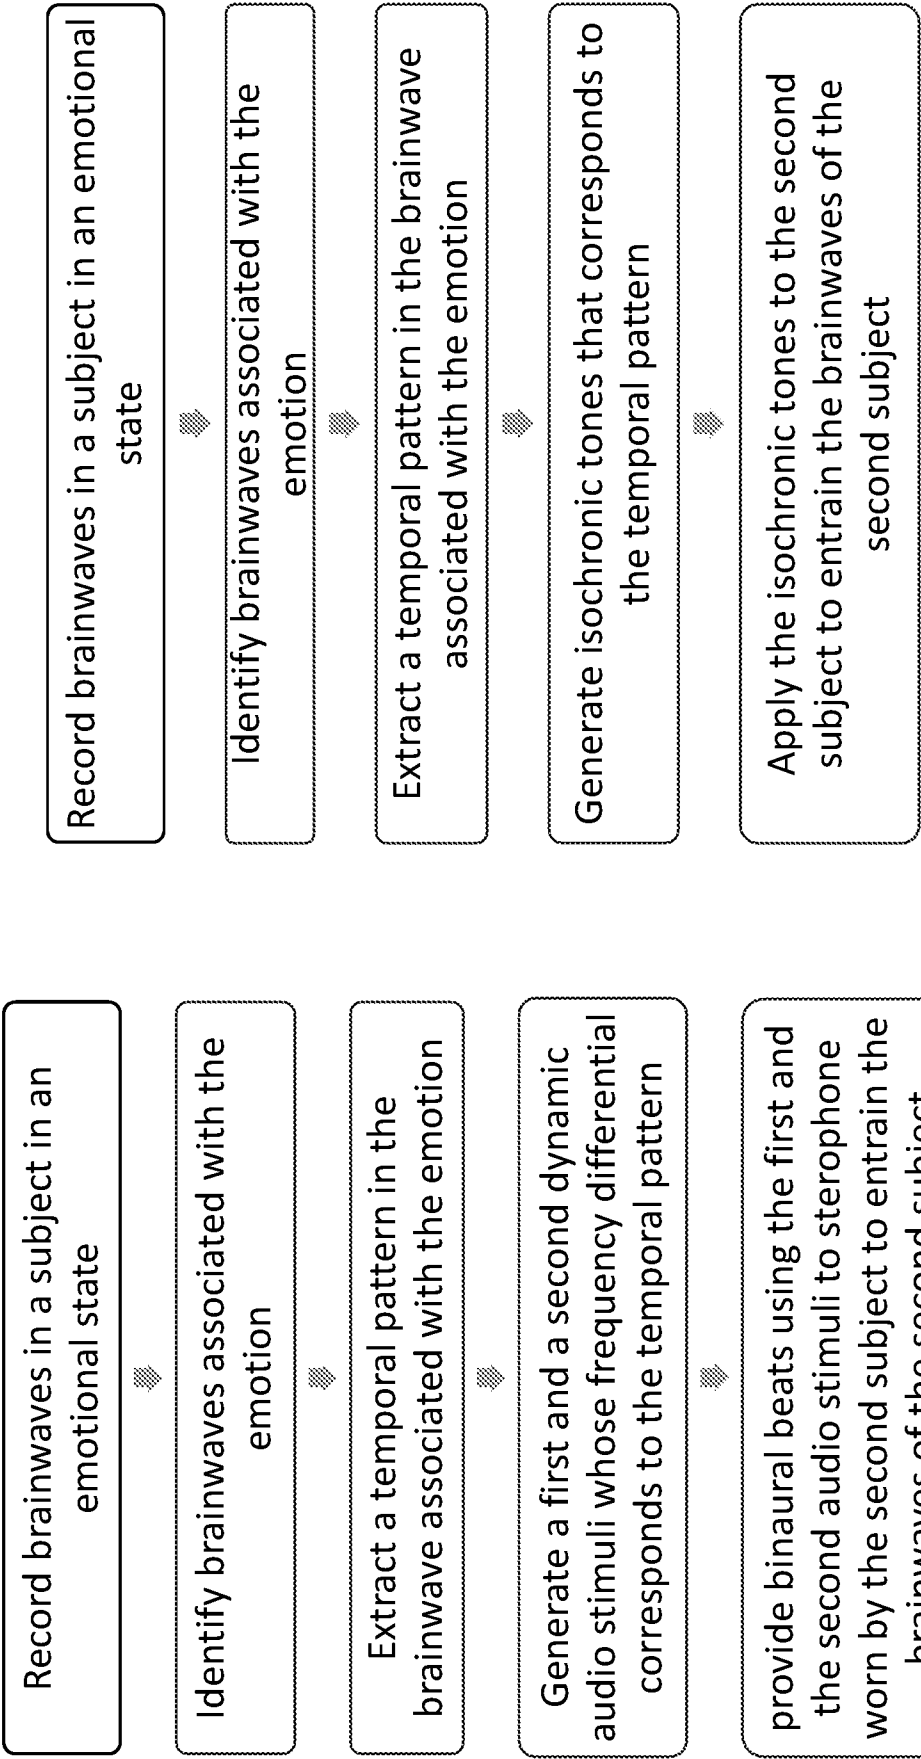 Record brainwaves in a subject in an
emotional state
Identify brainwaves associated with the
emotion
Extract a temporal pattern in the
brainwave associated with the emotion
Generate a first and a second dynamic
audio stimuli whose frequency differential
corresponds to the temporal pattern
provide binaural beats using the first and
the second audio stimuli to sterophone
worn by the second subject to entrain the
brainwaves of the second subject
Record brainwaves in a subject in an emotional
state
Identify brainwaves associated with the
emotion
Extract a temporal pattern in the brainwave
associated with the emotion
Generate isochronic tones that corresponds to
the temporal pattern
Apply the isochronic tones to the second
subject to entrain the brainwaves of the
second subject